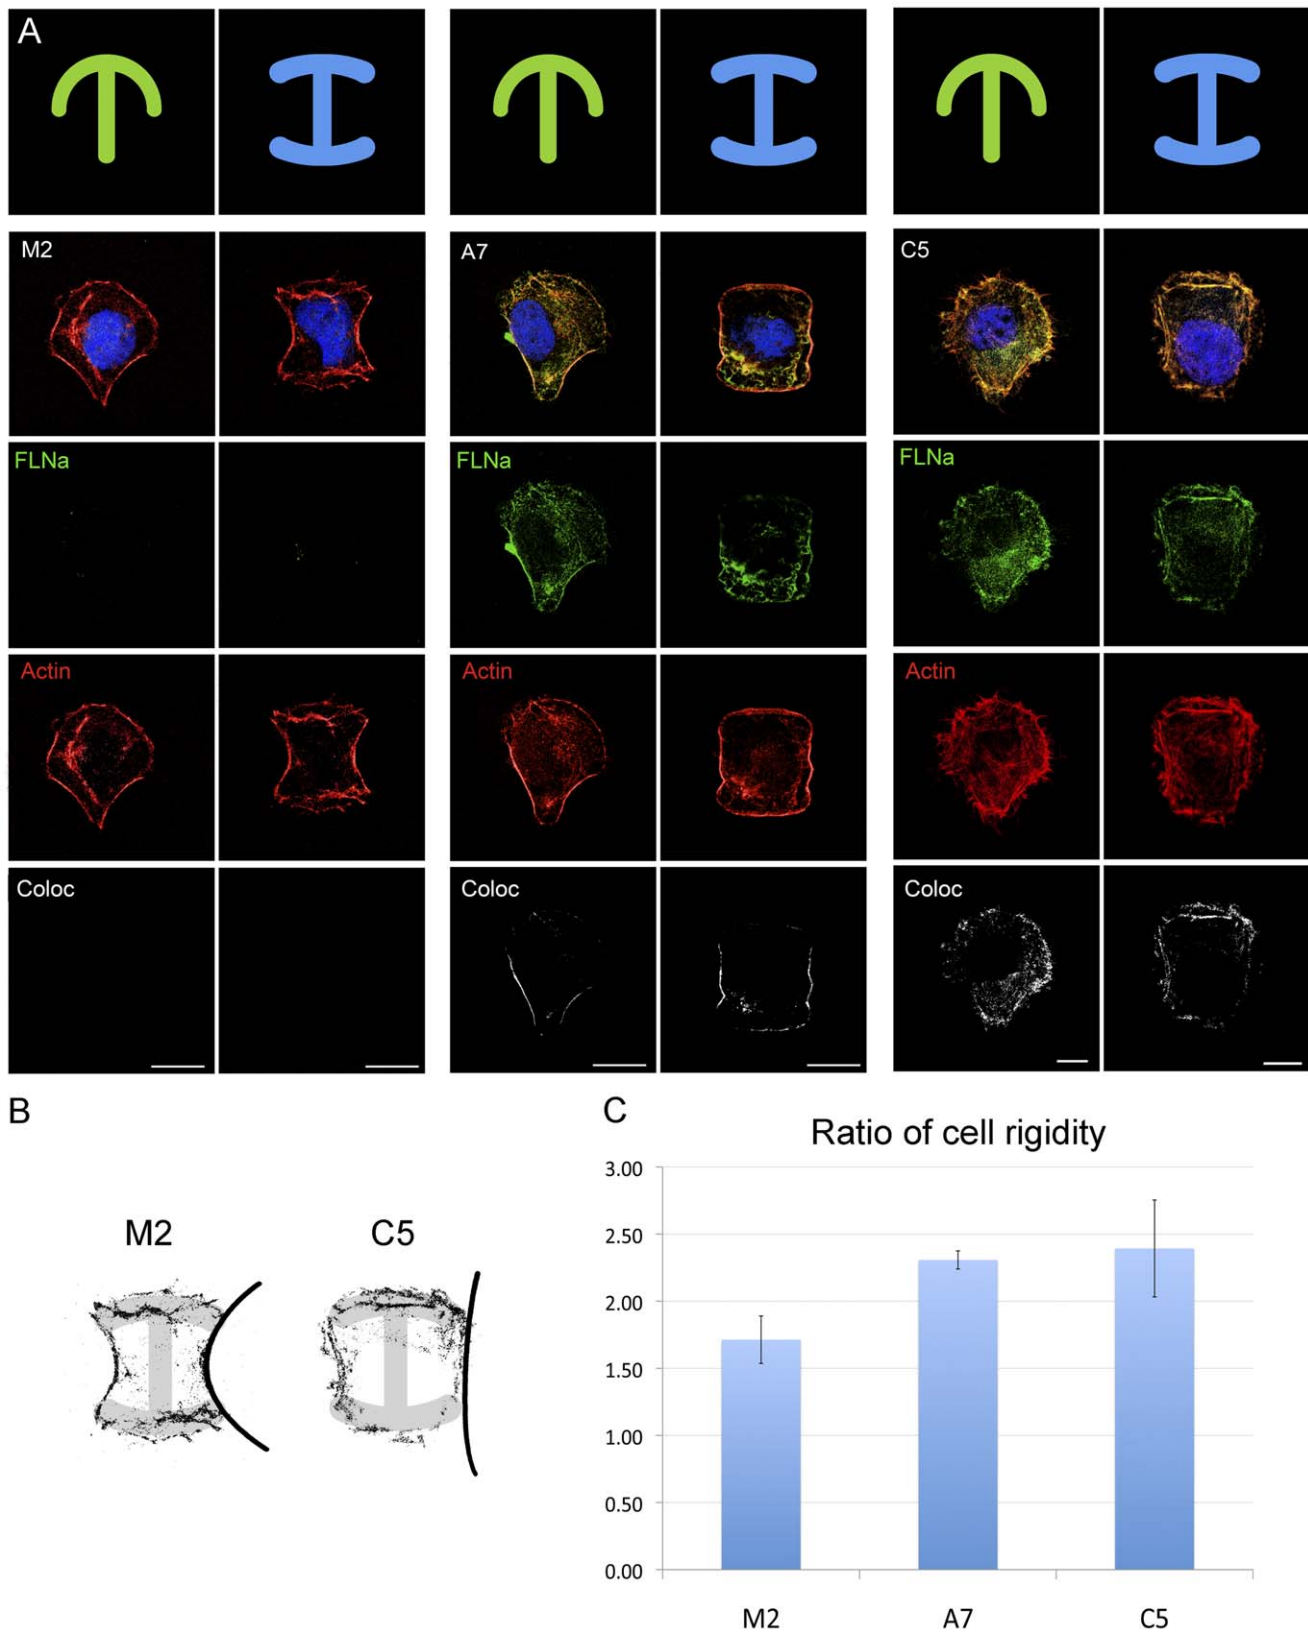 A
M2
A7
C5
FLNa
FLNa
FLNa
Actin
Actin
Actin
Coloc
Coloc
Coloc
B
M2
C5
C
Ratio of cell rigidity
3.00
2.50
2.00
1.50
1.00
0.50
0.00
M2
A7
C5